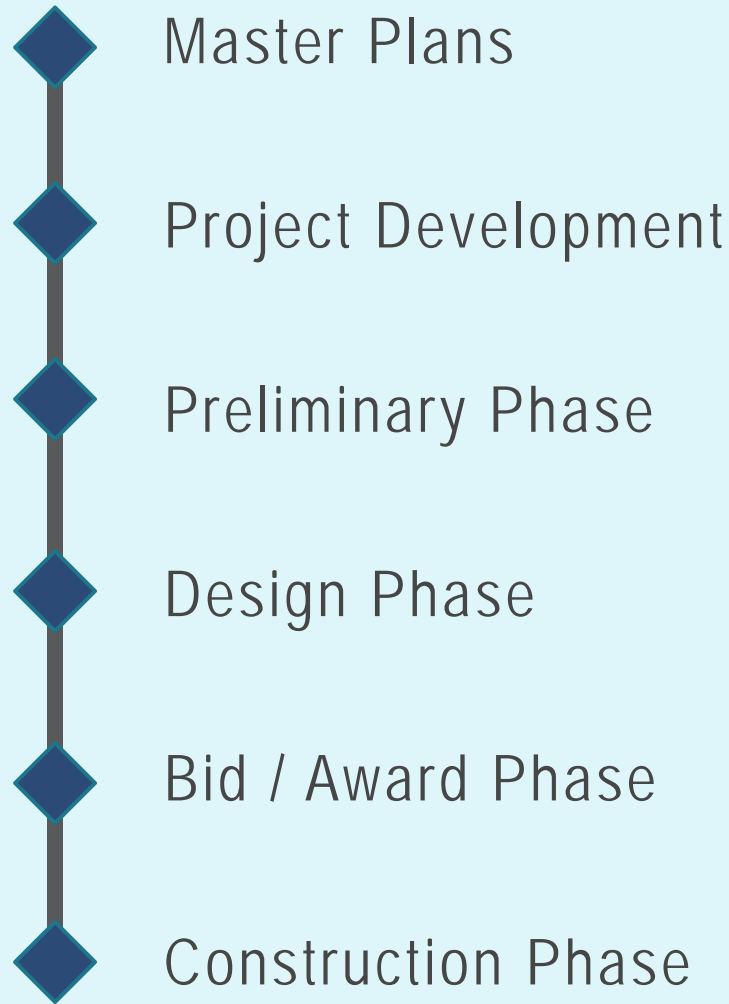 Master Plans
Project Development
Preliminary Phase
Design Phase
Bid / Award Phase
Construction Phase